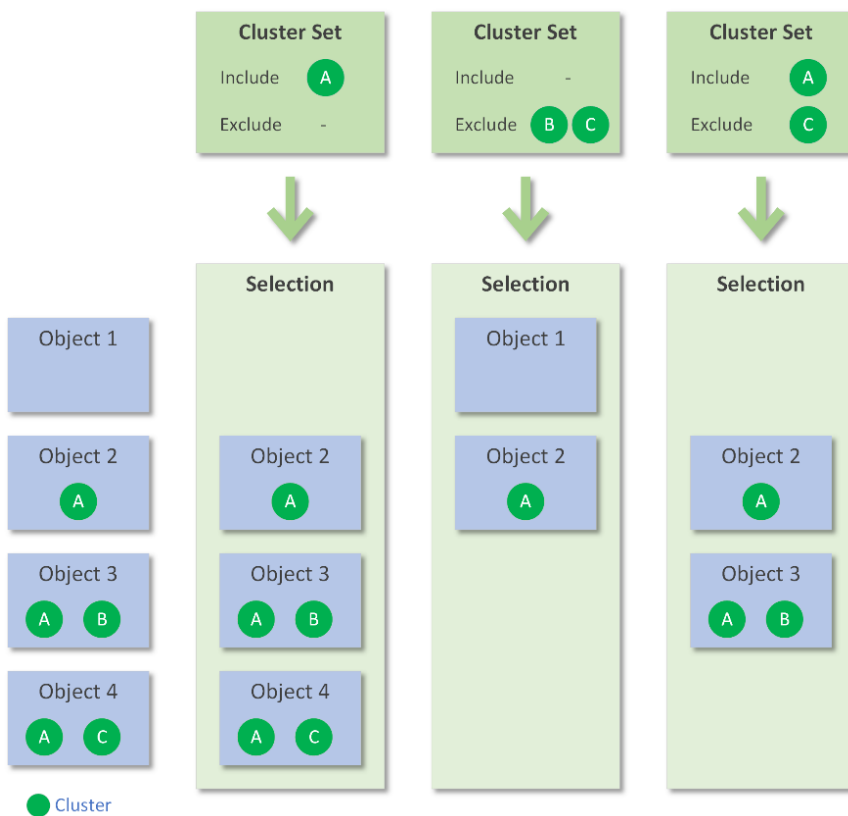 Cluster Set
Include A
Exclude -
Cluster Set
Include -
Exclude B C
Cluster Set
Include A
Exclude C
Selection
Selection
Selection
Object 1
Object 1
Object 2
A
Object 2
A
Object 2
A
Object 2
A
Object 3
A B
Object 3
A B
Object 3
A B
Object 4
A C
Object 4
A C
Cluster